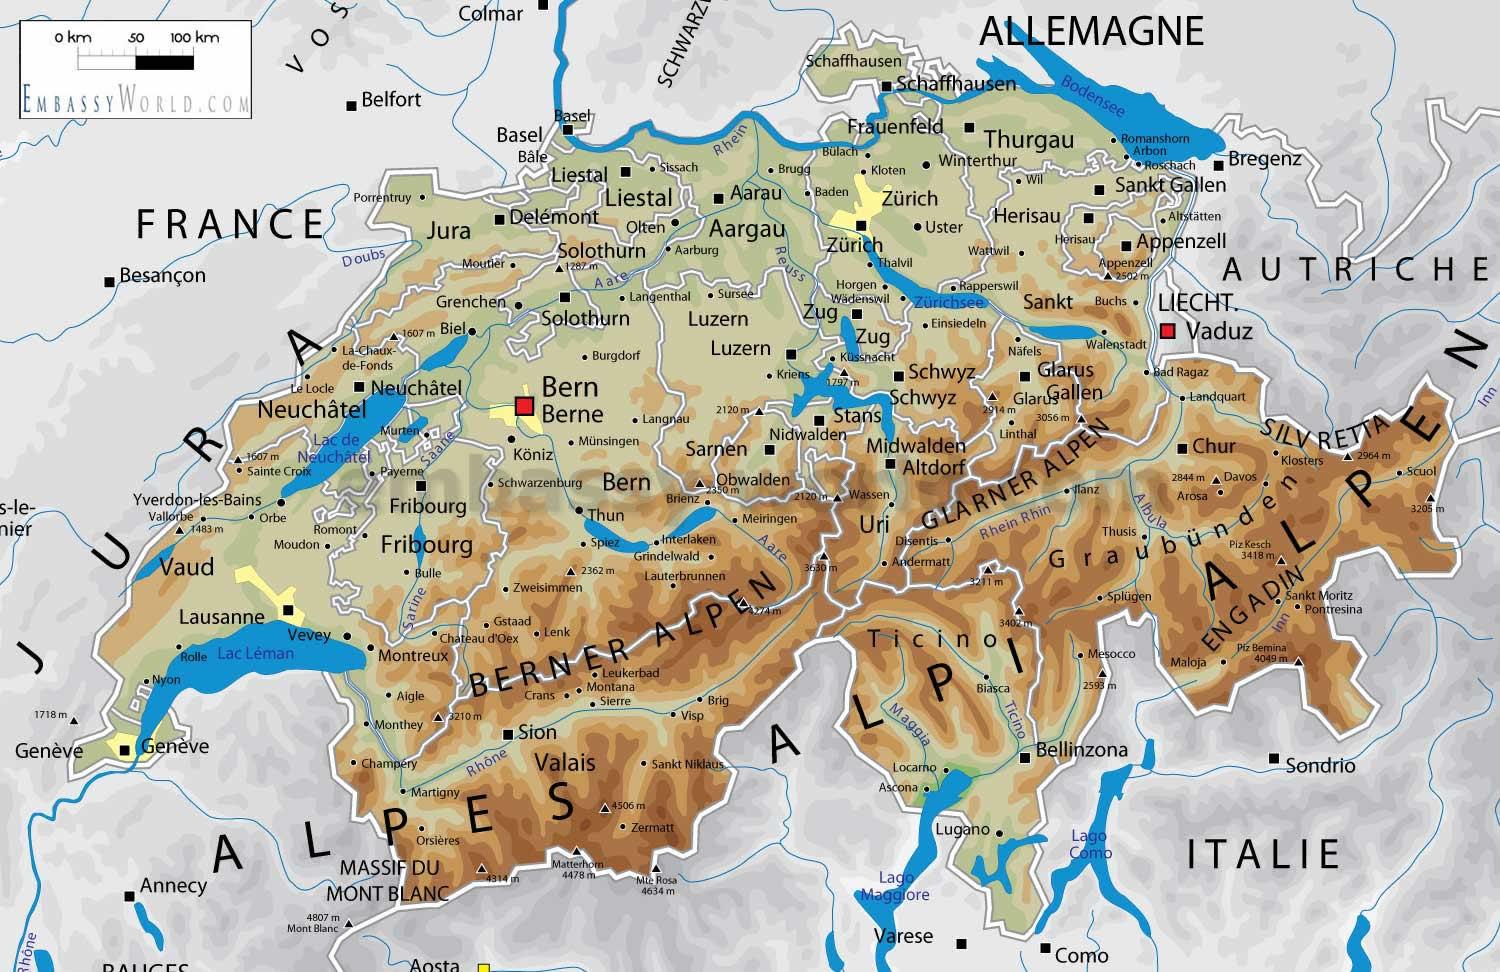 Colmar
VOS
SCHWARZW
ALLEMAGNE
0 km 50 100 km
EMBASSYWORLD.COM
Belfort
Schaffhausen
Schaffhausen
Bodensee
Basel
Basel
Bâle
Rhein
Frauenfeld
Thurgau
Romanshorn
Arbon
Roschach
Bregenz
Bülach
Winterthur
Kloten
Liestal
Sissach
Brugg
Baden
Wil
Sankt Gallen
Porrentruy
Liestal
Aarau
Zürich
Herisau
Altstätten
FRANCE
Jura
Delémont
Olten
Aargau
Uster
Zürich
Herisau
Appenzell
Solothurn
Aarburg
Reuss
Wattwil
Appenzell
2502 m
Doubs
Moutier
1287 m
Thalvil
AUTRICHE
Besançon
Aare
Langenthal
Sursee
Horgen
Wädenswil
Rapperswil
Zürichsee
Sankt
Buchs
LIECHT.
Grenchen
Solothurn
Luzern
Zug
Zug
Einsiedeln
Vaduz
Biel
1607 m
La-Chaux-
de-Fonds
Burgdorf
Luzern
Küssnacht
Näfels
Walenstadt
Le Locle
Neuchâtel
Kriens
1797 m
Schwyz
Schwyz
Glarus
Glarus
Gallen
Bad Ragaz
Neuchâtel
Bern
Berne
2120 m
Stans
2914 m
3056 m
Landquart
Inn
Murten
Saane
Langnau
Nidwalden
Linthal
SILVRETTA
Lac de
Neuchâtel
Köniz
Münsingen
Sarnen
Midwalden
Altdorf
GLARNER ALPEN
Chur
Klosters
2964 m
1607 m
Sainte Croix
Payerne
Schwarzenburg
Bern
Obwalden
2350 m
Brienz
2120 m
Wassen
Ilanz
2844 m
Davos
Arosa
Scuol
3205 m
Yverdon-les-Bains
Vallorbe
1483 m
Orbe
Fribourg
Thun
Meiringen
Uri
Rhein Rhin
Albula
s-le-
nier
Romont
Moudon
Fribourg
Spiez
Interlaken
Grindelwald
Aare
Disentis
Thusis
Graubünden
Piz Kesch
3418 m
Vaud
Bulle
2362 m
Lauterbrunnen
3630 m
Andermatt
3211 m
Zweisimmen
Splügen
ENGADIN
Sankt Moritz
Pontresina
Lausanne
Sarine
4274 m
3402 m
Inn
Vevey
Gstaad
Lenk
Chateau d'Oex
BERNER ALPEN
Ticino
Lac Léman
Rolle
Montreux
Mesocco
Maloja
Piz Bernina
4049 m
Nyon
Leukerbad
Montana
Crans
Sierre
Biasca
2593 m
Aigle
Brig
Visp
Maggia
Ticino
JURA
1718 m
Monthey
3210 m
Sion
Genève
Genève
Bellinzona
Champéry
Rhône
Valais
Sankt Niklaus
Locarno
Sondrio
Martigny
Ascona
4506 m
ALPES
Orsières
Zermatt
Lugano
Lago
Como
ALPI
ALPEN
ITALIE
MASSIF DU
MONT BLANC
Matterhorn
4478 m
4314 m
Mte Rosa
4634 m
Lago
Maggiore
Annecy
4807 m
Mont Blanc
Varese
Como
Rhône
BAUGES
Aosta